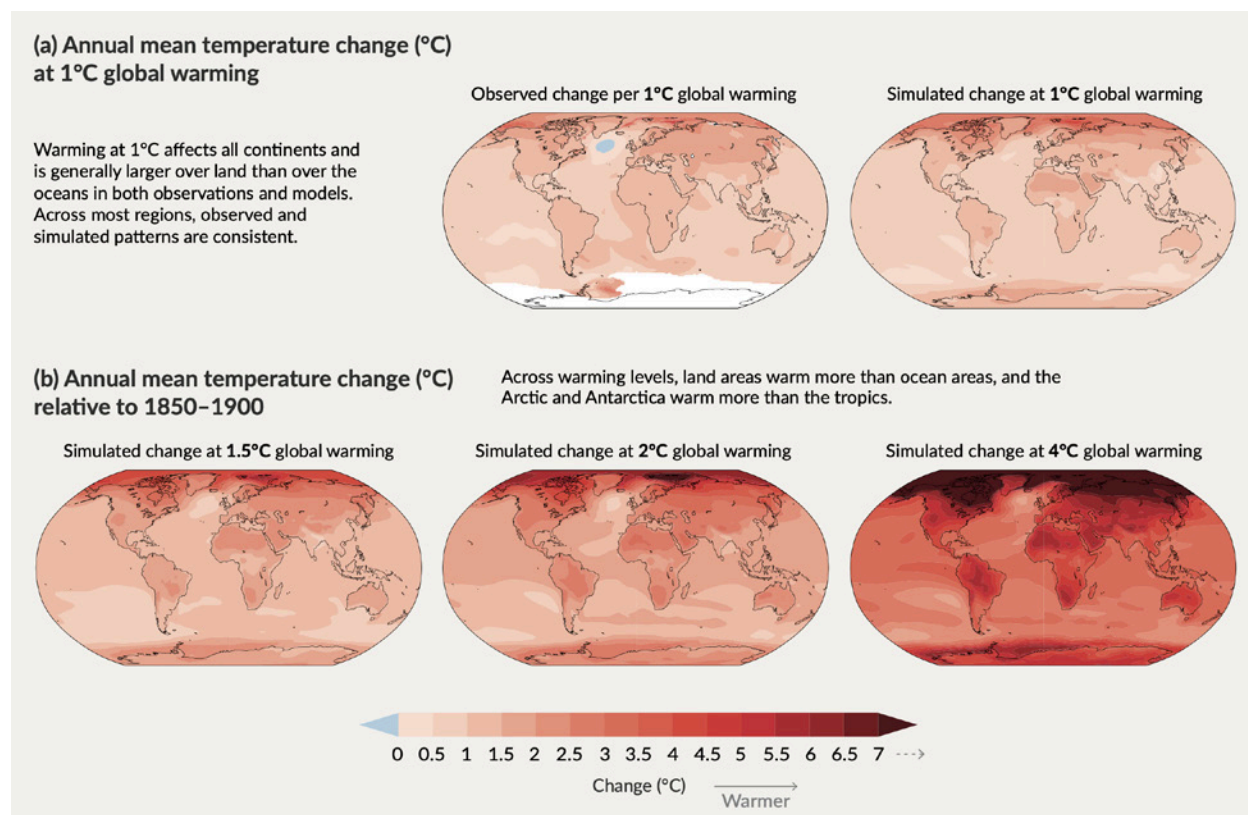 (a) Annual mean temperature change (°C)
at 1°C global warming
Warming at 1°C affects all continents and
is generally larger over land than over the
oceans in both observations and models.
Across most regions, observed and
simulated patterns are consistent.
Observed change per 1°C global warming
Simulated change at 1°C global warming
(b) Annual mean temperature change (°C)
relative to 1850–1900
Across warming levels, land areas warm more than ocean areas, and the
Arctic and Antarctica warm more than the tropics.
Simulated change at 1.5°C global warming
Simulated change at 2°C global warming
Simulated change at 4°C global warming
0 0.5 1 1.5 2 2.5 3 3.5 4 4.5 5 5.5 6 6.5 7
Change (°C)
Warmer